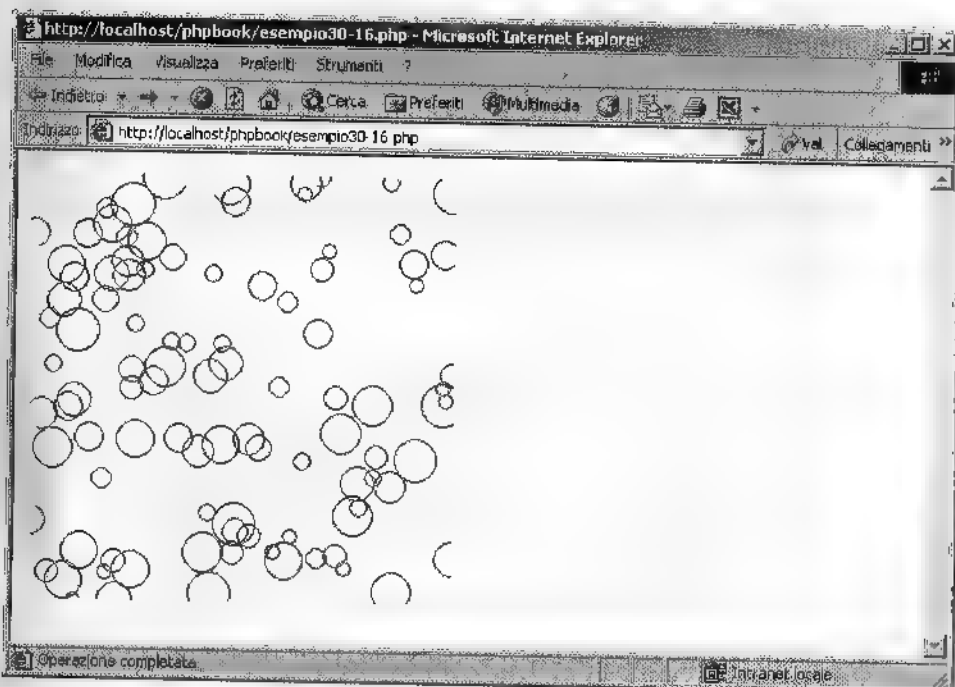 http://localhost/phpbook/esempio30-16.php - Microsoft Internet Explorer
File Modifica Visualizza Preferiti Strumenti ?
Indietro Cerca Preferiti Multimedia
Indirizzo http://localhost/phpbook/esempio30-16.php Vai Collegamenti »
Operazione completata
Intranet locale